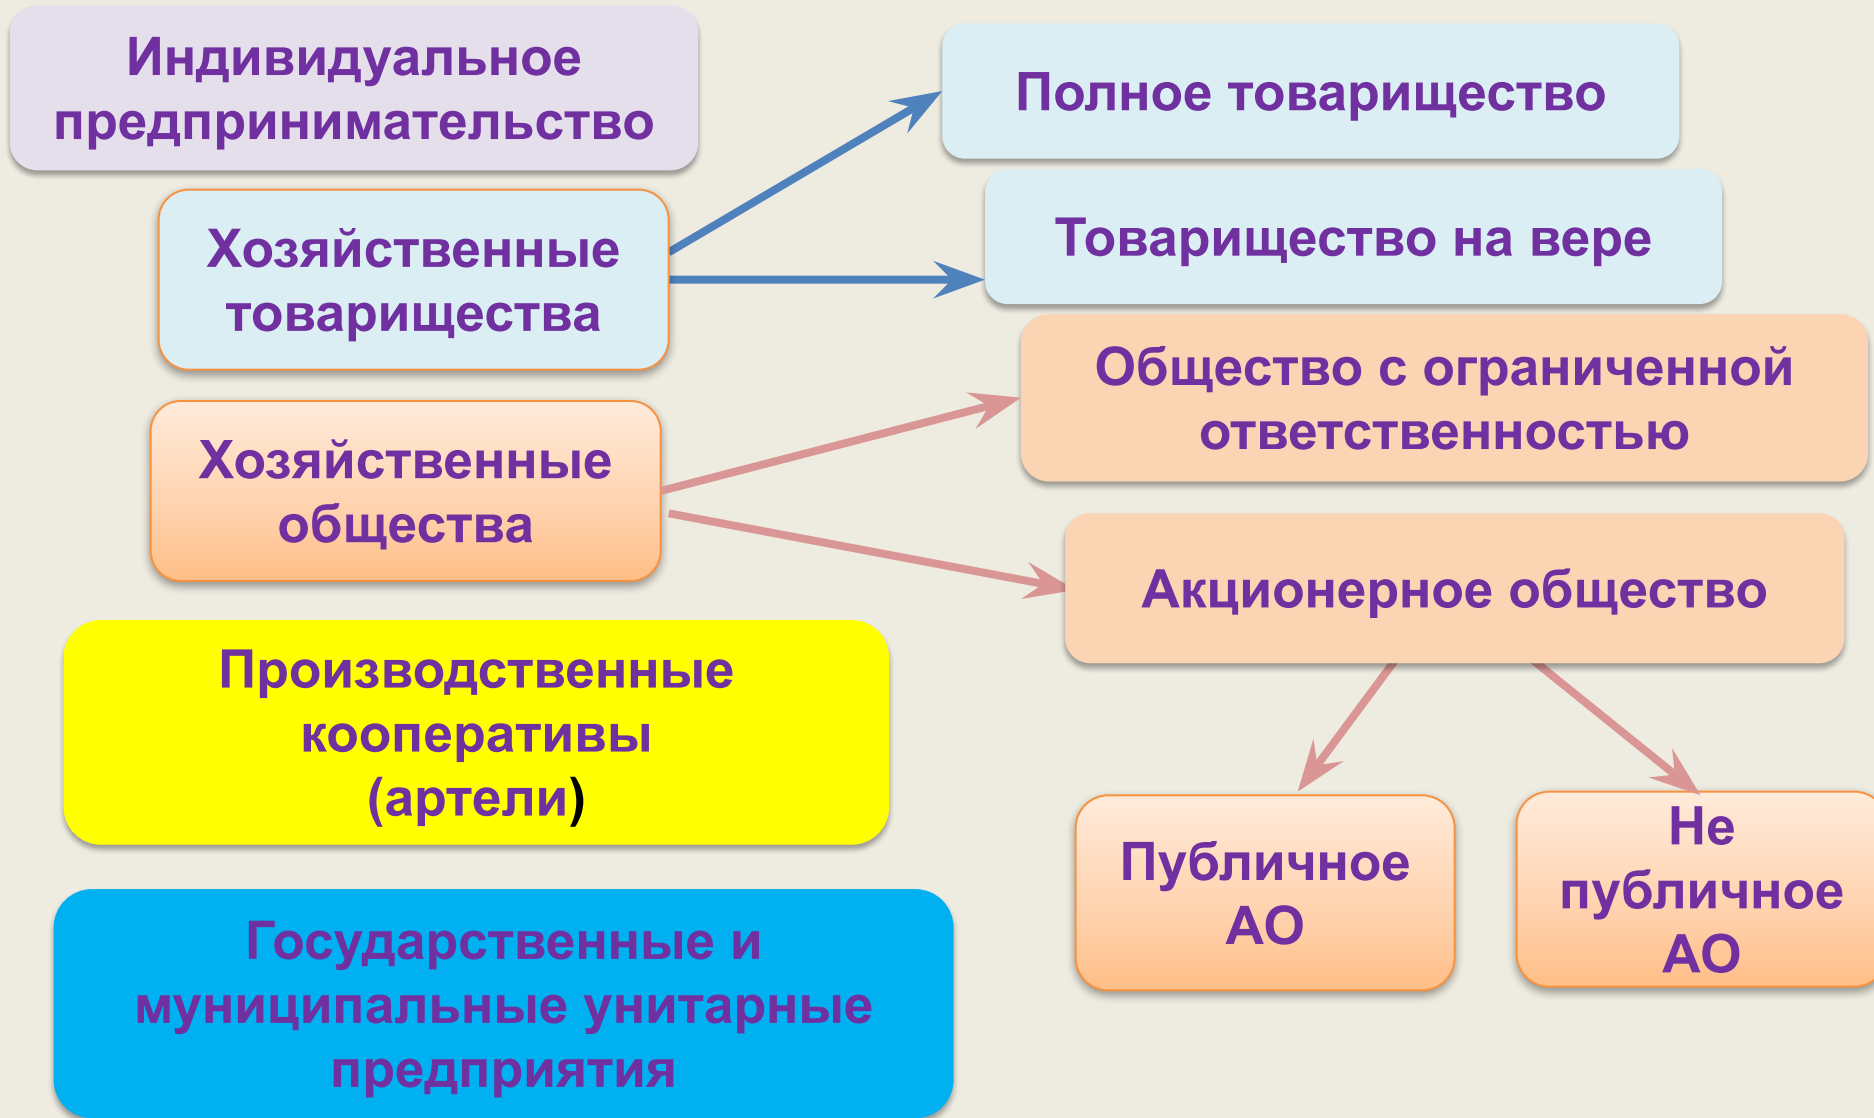 Индивидуальное
предпринимательство
Полное товарищество
Товарищество на вере
Хозяйственные
товарищества
Общество с ограниченной
ответственностью
Хозяйственные
общества
Акционерное общество
Производственные
кооперативы
(артели)
Публичное
АО
Не
публичное
АО
Государственные и
муниципальные унитарные
предприятия